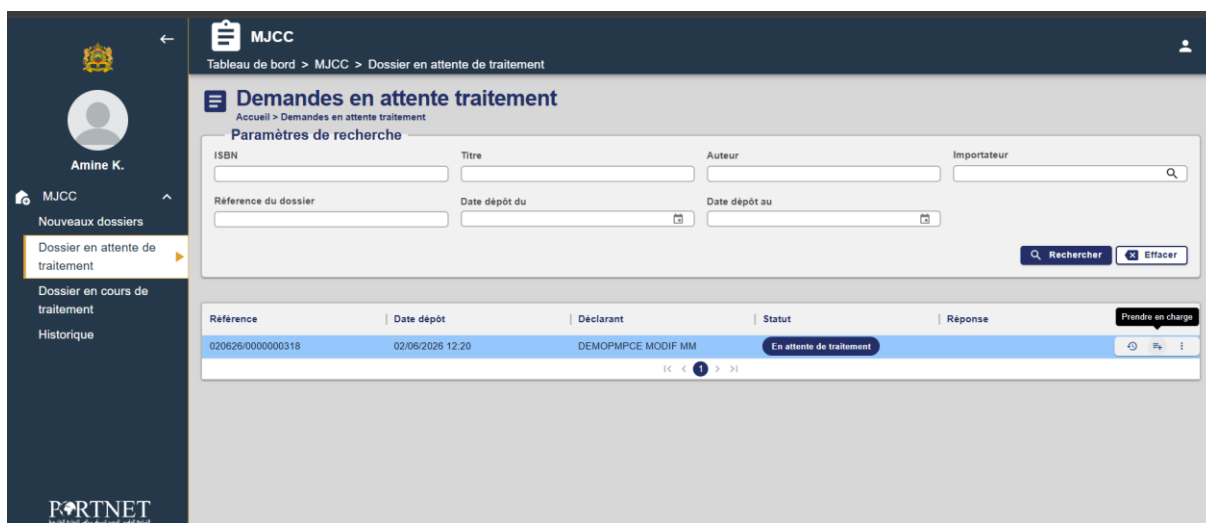 MJCC
Tableau de bord > MJCC > Dossier en attente de traitement
Amine K.
MJCC
Nouveaux dossiers
Dossier en attente de
traitement
Dossier en cours de
traitement
Historique
PORTNET
Demandes en attente traitement
Accueil > Demandes en attente traitement
Paramètres de recherche
ISBN Titre Auteur Importateur
Réference du dossier Date dépôt du Date dépôt au
Rechercher Effacer
Prendre en charge
Référence Date dépôt Déclarant Statut Réponse
020626/0000000318 02/06/2026 12:20 DEMOPMPCE MODIF MM En attente de traitement
1